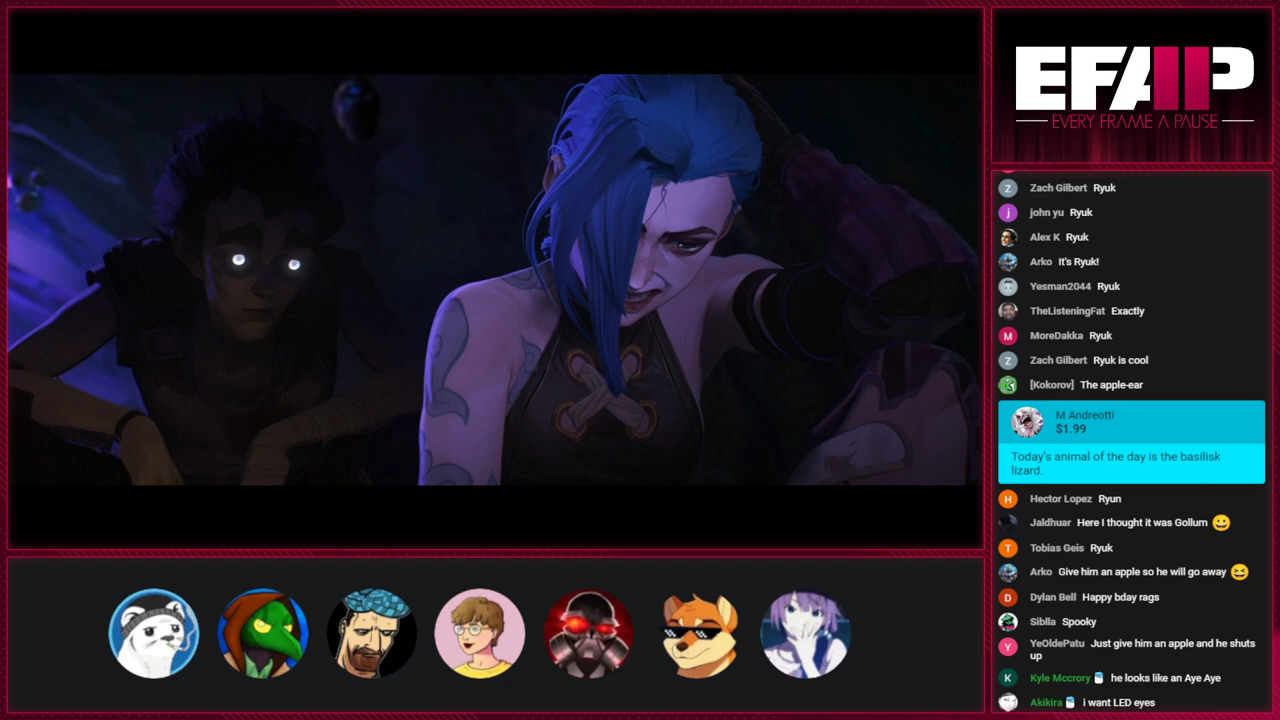 EFAP
EVERY FRAME A PAUSE
Z Zach Gilbert Ryuk
j john yu Ryuk
Alex K Ryuk
Arko It's Ryuk!
Yesman2044 Ryuk
TheListeningFat Exactly
M MoreDakka Ryuk
Z Zach Gilbert Ryuk is cool
[Kokorov] The apple-ear
M Andreotti
$1.99
Today's animal of the day is the basilisk
lizard.
H Hector Lopez Ryun
Jaldhuar Here I thought it was Gollum 😀
T Tobias Geis Ryuk
Arko Give him an apple so he will go away 😆
D Dylan Bell Happy bday rags
Siblla Spooky
Y YeOldePatu Just give him an apple and he shuts
up
K Kyle Mccrory he looks like an Aye Aye
Akikira i want LED eyes